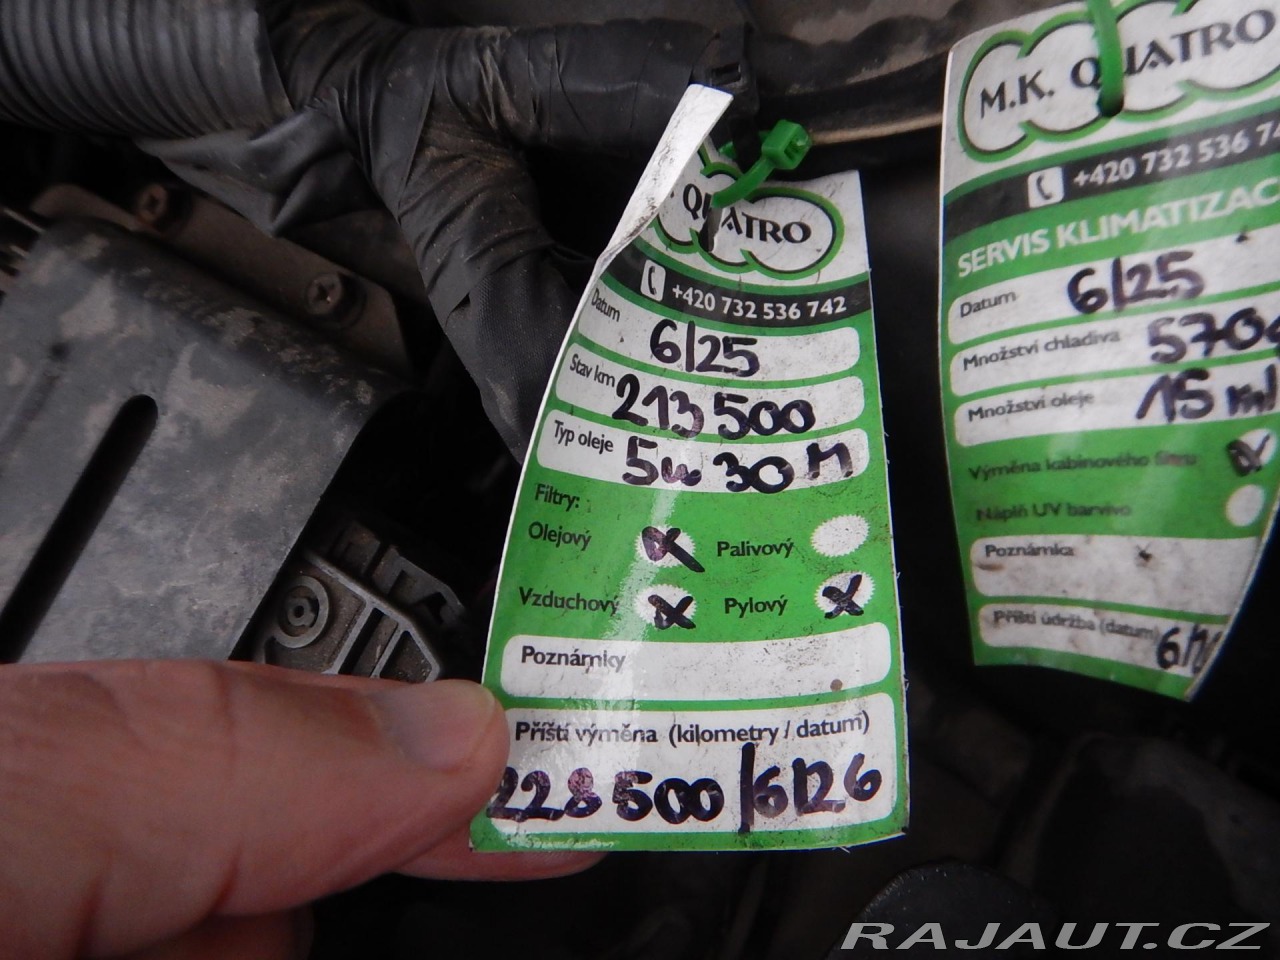 QUATRO
+420 732 536 742
Datum 6/25
Stav km 213 500
Typ oleje 5w30 M
Filtry:
Olejový x Palivový
Vzduchový x Pylový x
Poznámky
Příští výměna (kilometry / datum)
228 500/6/26
M.K. QUATRO
+420 732 536
SERVIS KLIMATIZAC
Datum 6/25
Množství chladiva 570
Množství oleje 15 ml
Výměna kabinového filtru x
Náplň UV barvivo
Poznámka
Příští údržba (datum)
RAJAUT.CZ